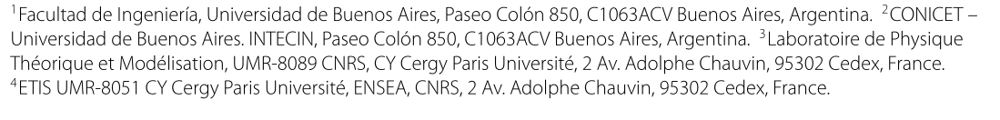 ¹Facultad de Ingeniería, Universidad de Buenos Aires, Paseo Colón 850, C1063ACV Buenos Aires, Argentina. ²CONICET –
Universidad de Buenos Aires. INTECIN, Paseo Colón 850, C1063ACV Buenos Aires, Argentina. ³Laboratoire de Physique
Théorique et Modélisation, UMR-8089 CNRS, CY Cergy Paris Université, 2 Av. Adolphe Chauvin, 95302 Cedex, France.
⁴ETIS UMR-8051 CY Cergy Paris Université, ENSEA, CNRS, 2 Av. Adolphe Chauvin, 95302 Cedex, France.